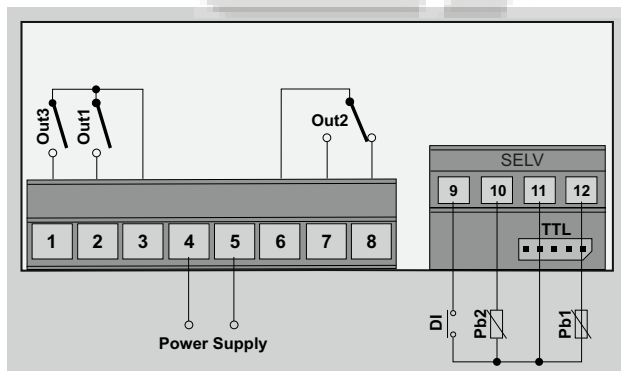 Out3
Out1
Out2
SELV
9 10 11 12
1 2 3 4 5 6 7 8
TTL
DI
Pb2
Pb1
Power Supply